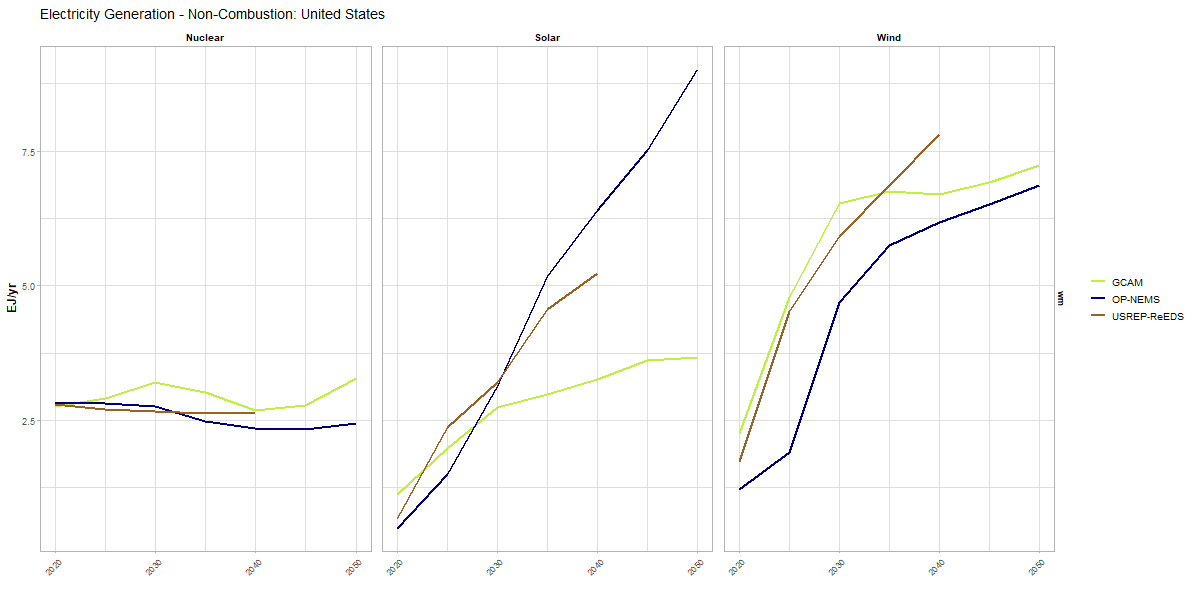 Electricity Generation - Non-Combustion: United States
Nuclear
Solar
Wind
7.5
5.0
2.5
EJ/yr
wm
GCAM
OP-NEMS
USREP-ReEDS
2020
2030
2040
2050
2020
2030
2040
2050
2020
2030
2040
2050